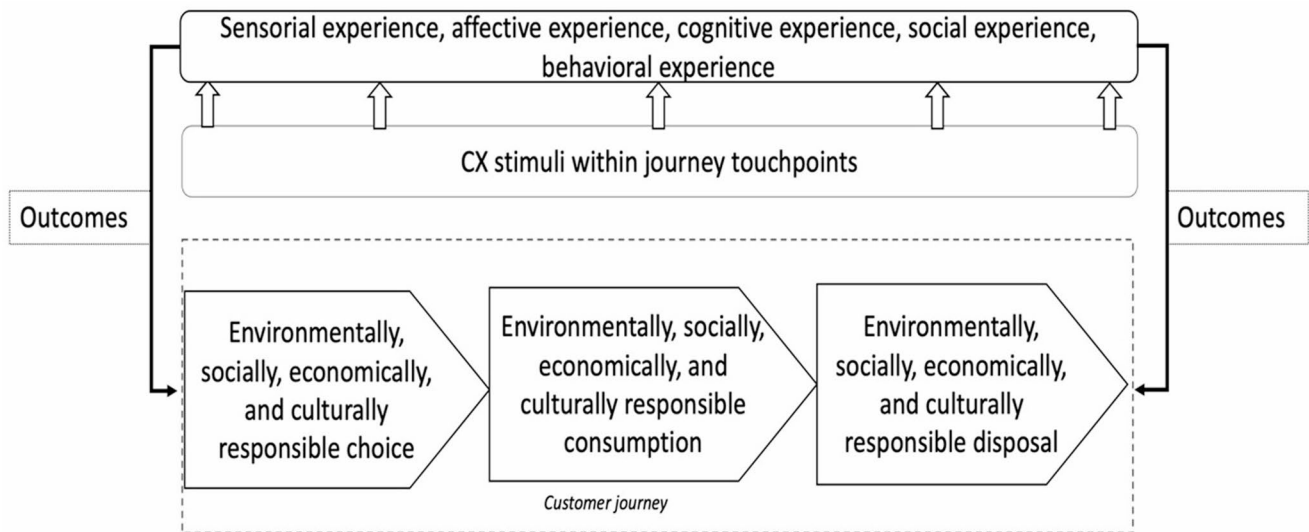 Sensorial experience, affective experience, cognitive experience, social experience,
behavioral experience
CX stimuli within journey touchpoints
Outcomes
Outcomes
Environmentally,
socially, economically,
and culturally
responsible choice
Environmentally, socially,
economically, and
culturally responsible
consumption
Environmentally,
socially, economically,
and culturally
responsible disposal
Customer journey